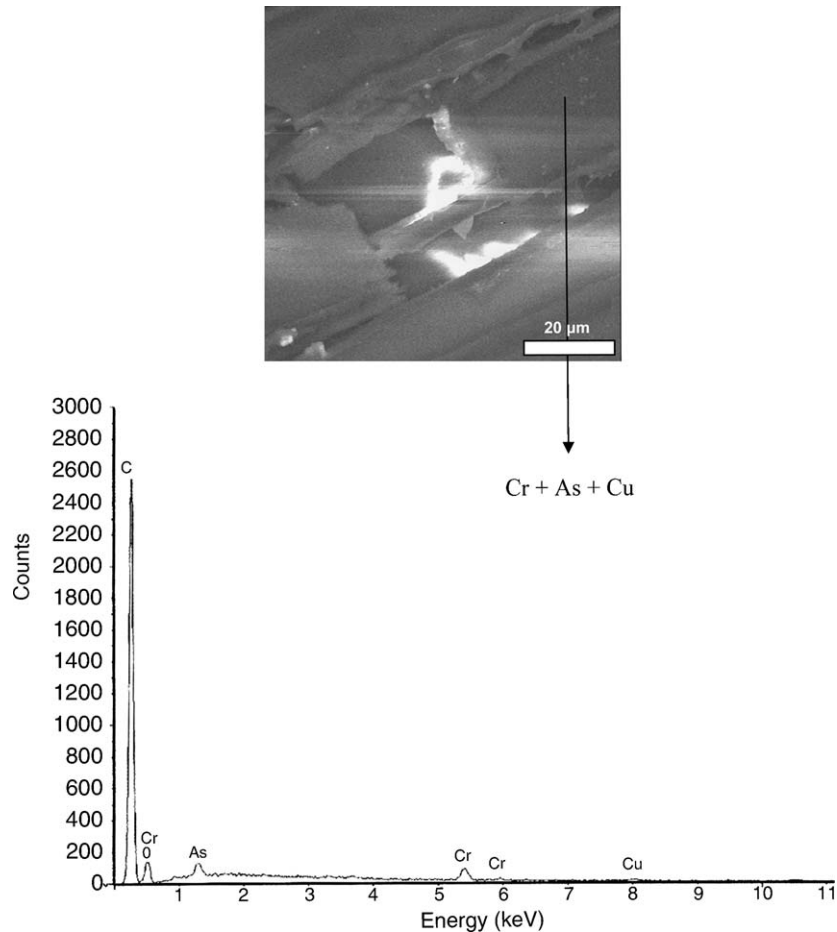 20 µm
Cr + As + Cu
3000
2800
2600
2400
2200
2000
1800
1600
1400
1200
1000
800
600
400
200
0
Counts
C
Cr
0
As
Cr
Cr
Cu
1 2 3 4 5 6 7 8 9 10 11
Energy (keV)